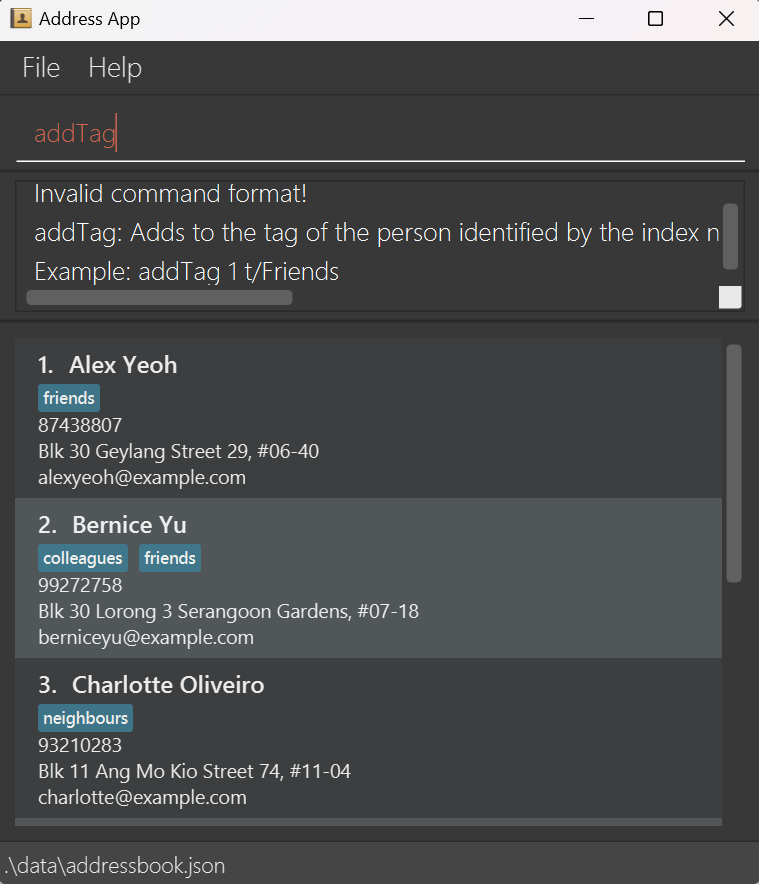 Address App
File Help
addTag
Invalid command format!
addTag: Adds to the tag of the person identified by the index n
Example: addTag 1 t/Friends
1. Alex Yeoh
friends
87438807
Blk 30 Geylang Street 29, #06-40
alexyeoh@example.com
2. Bernice Yu
colleagues friends
99272758
Blk 30 Lorong 3 Serangoon Gardens, #07-18
berniceyu@example.com
3. Charlotte Oliveiro
neighbours
93210283
Blk 11 Ang Mo Kio Street 74, #11-04
charlotte@example.com
.\data\addressbook.json